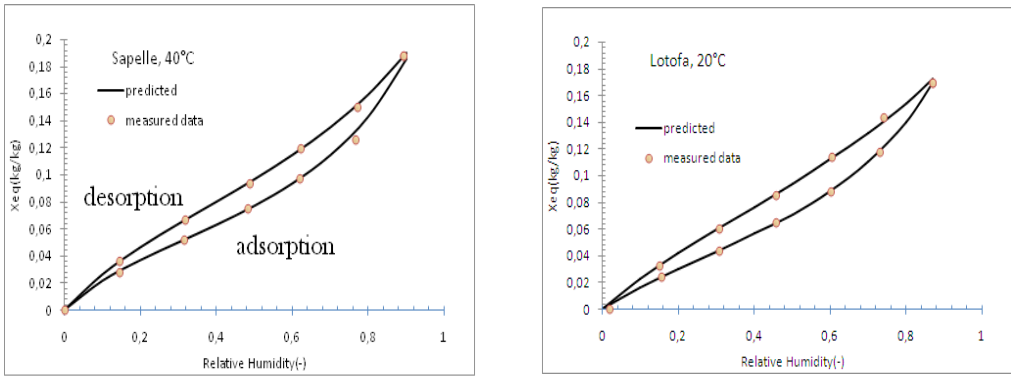 0,2
0,18
0,16
0,14
0,12
0,1
0,08
0,06
0,04
0,02
0
Xeq(kg/kg)
Sapelle, 40°C
predicted
measured data
desorption
adsorption
0 0,2 0,4 0,6 0,8 1
Relative Humidity(-)
0,2
0,18
0,16
0,14
0,12
0,1
0,08
0,06
0,04
0,02
0
Xeq(kg/kg)
Lotofa, 20°C
predicted
measured data
0 0,2 0,4 0,6 0,8 1
Relative Humidity(-)